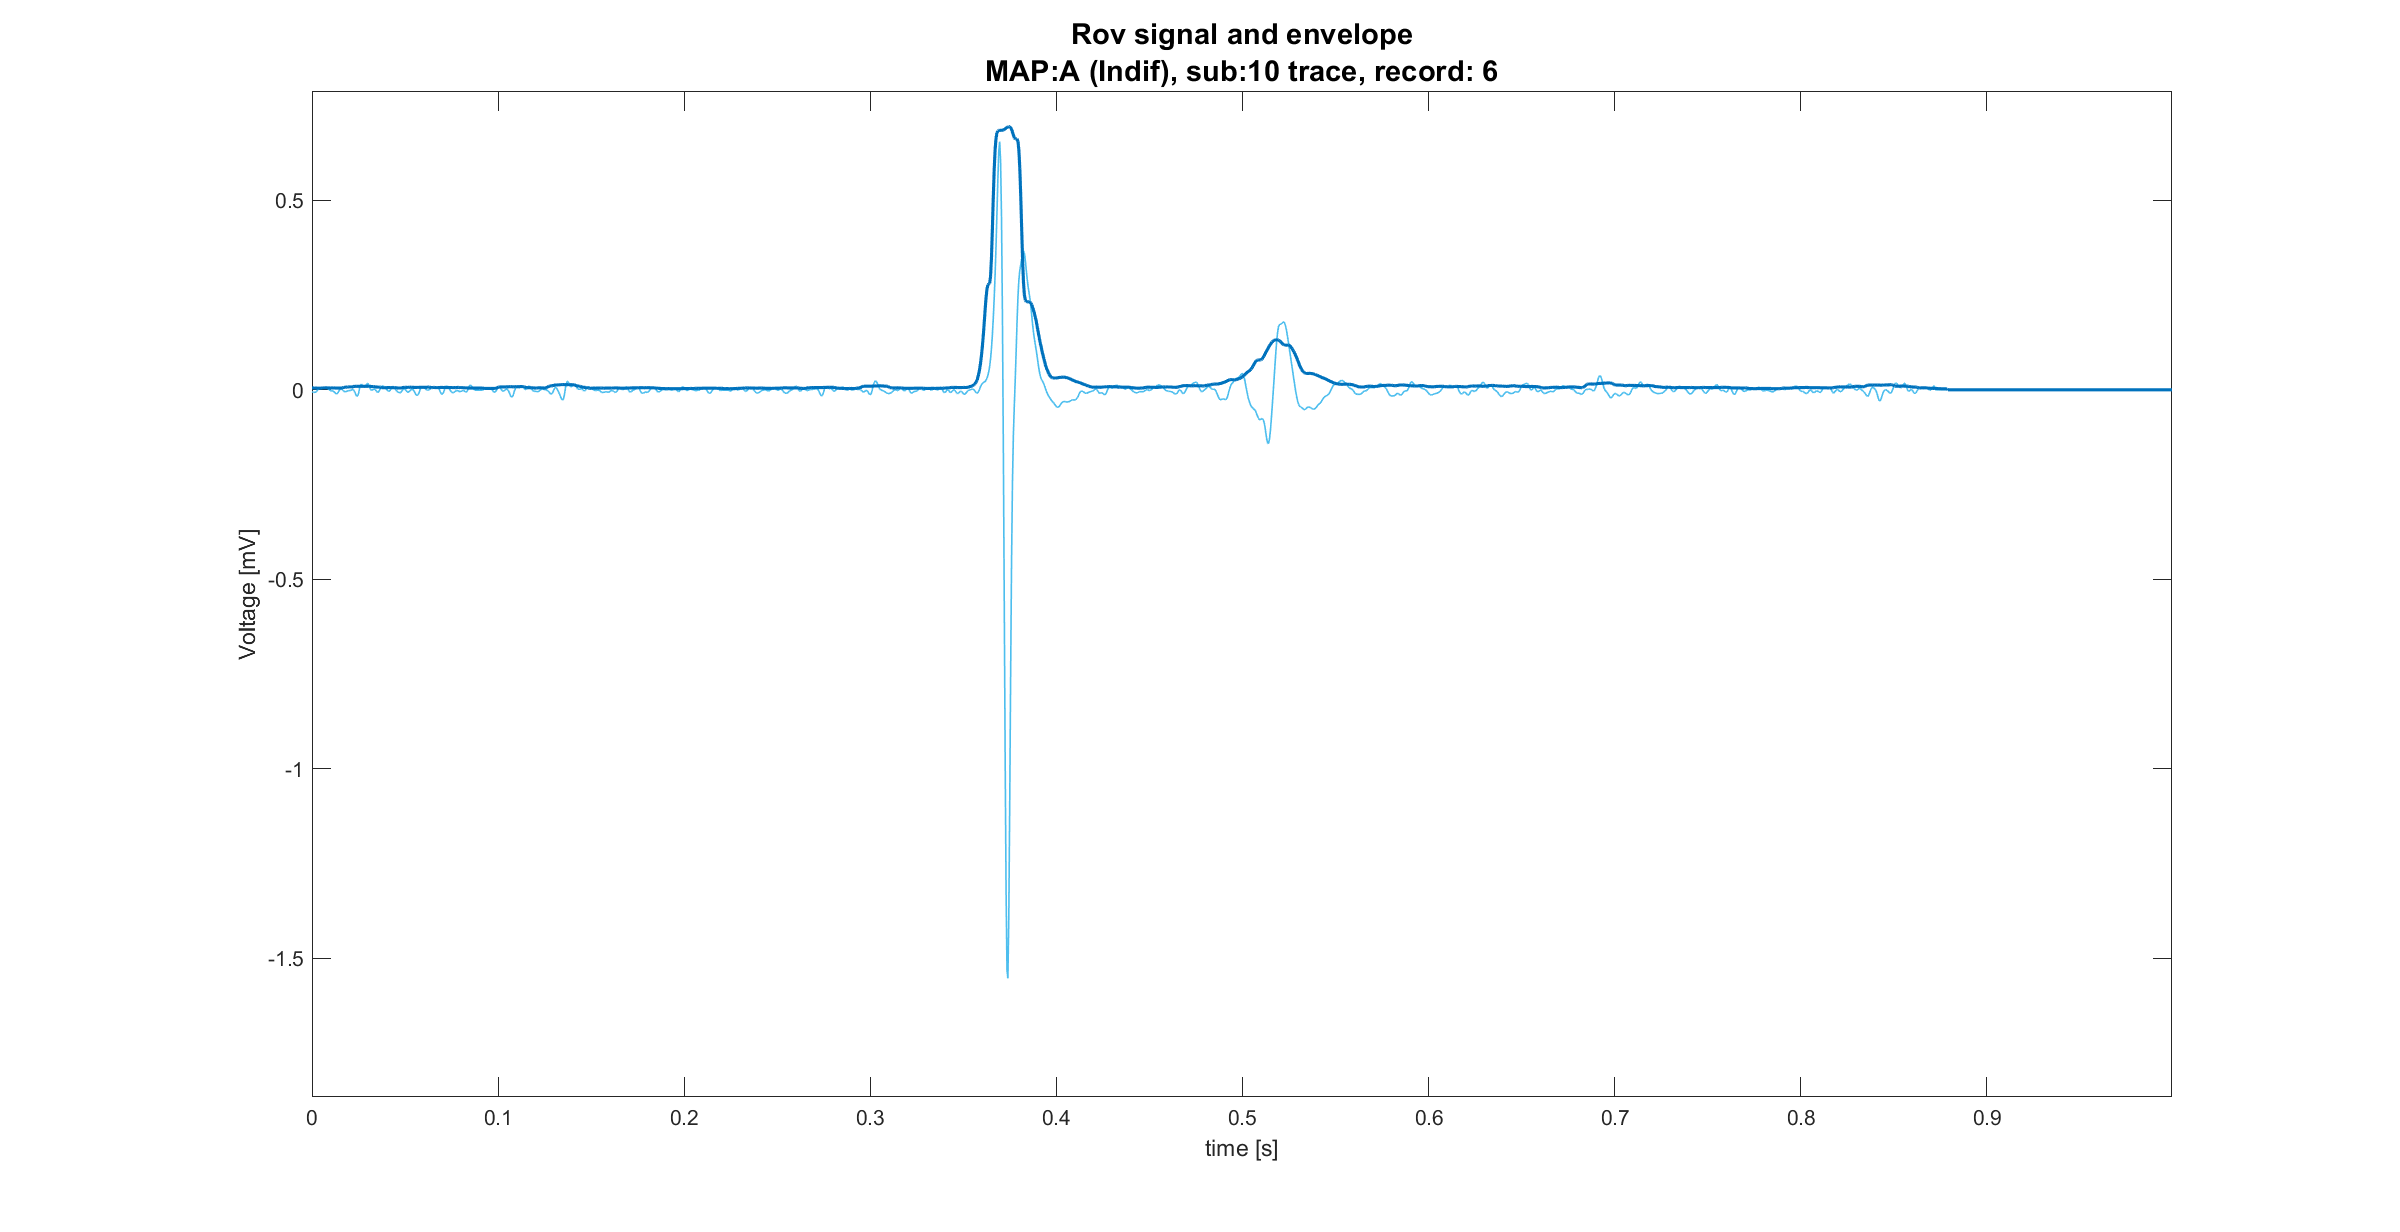 Rov signal and envelope
MAP:A (Indif), sub:10 trace, record: 6
0.5
0
-0.5
-1
-1.5
Voltage [mV]
0 0.1 0.2 0.3 0.4 0.5 0.6 0.7 0.8 0.9
time [s]